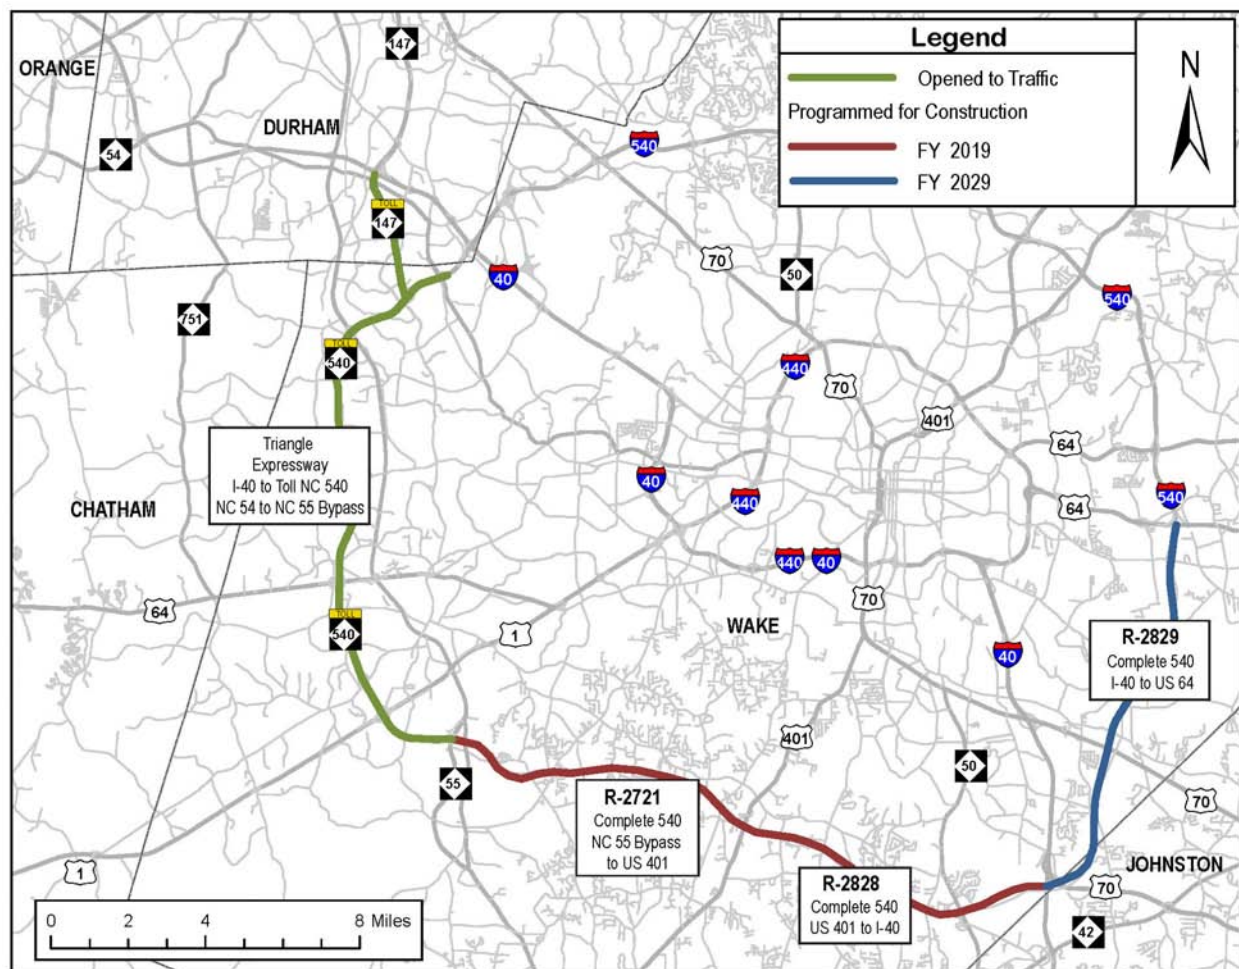 Legend
N
Opened to Traffic
Programmed for Construction
FY 2019
FY 2029
ORANGE
147
DURHAM
54
540
TOLL
147
70
50
40
751
540
TOLL
540
440
70
401
64
Triangle
Expressway
I-40 to Toll NC 540
NC 54 to NC 55 Bypass
40
440
540
64
CHATHAM
440
40
70
64
TOLL
540
1
WAKE
40
R-2829
Complete 540
I-40 to US 64
401
50
55
70
R-2721
Complete 540
NC 55 Bypass
to US 401
1
R-2828
Complete 540
US 401 to I-40
70
JOHNSTON
42
0 2 4 8 Miles